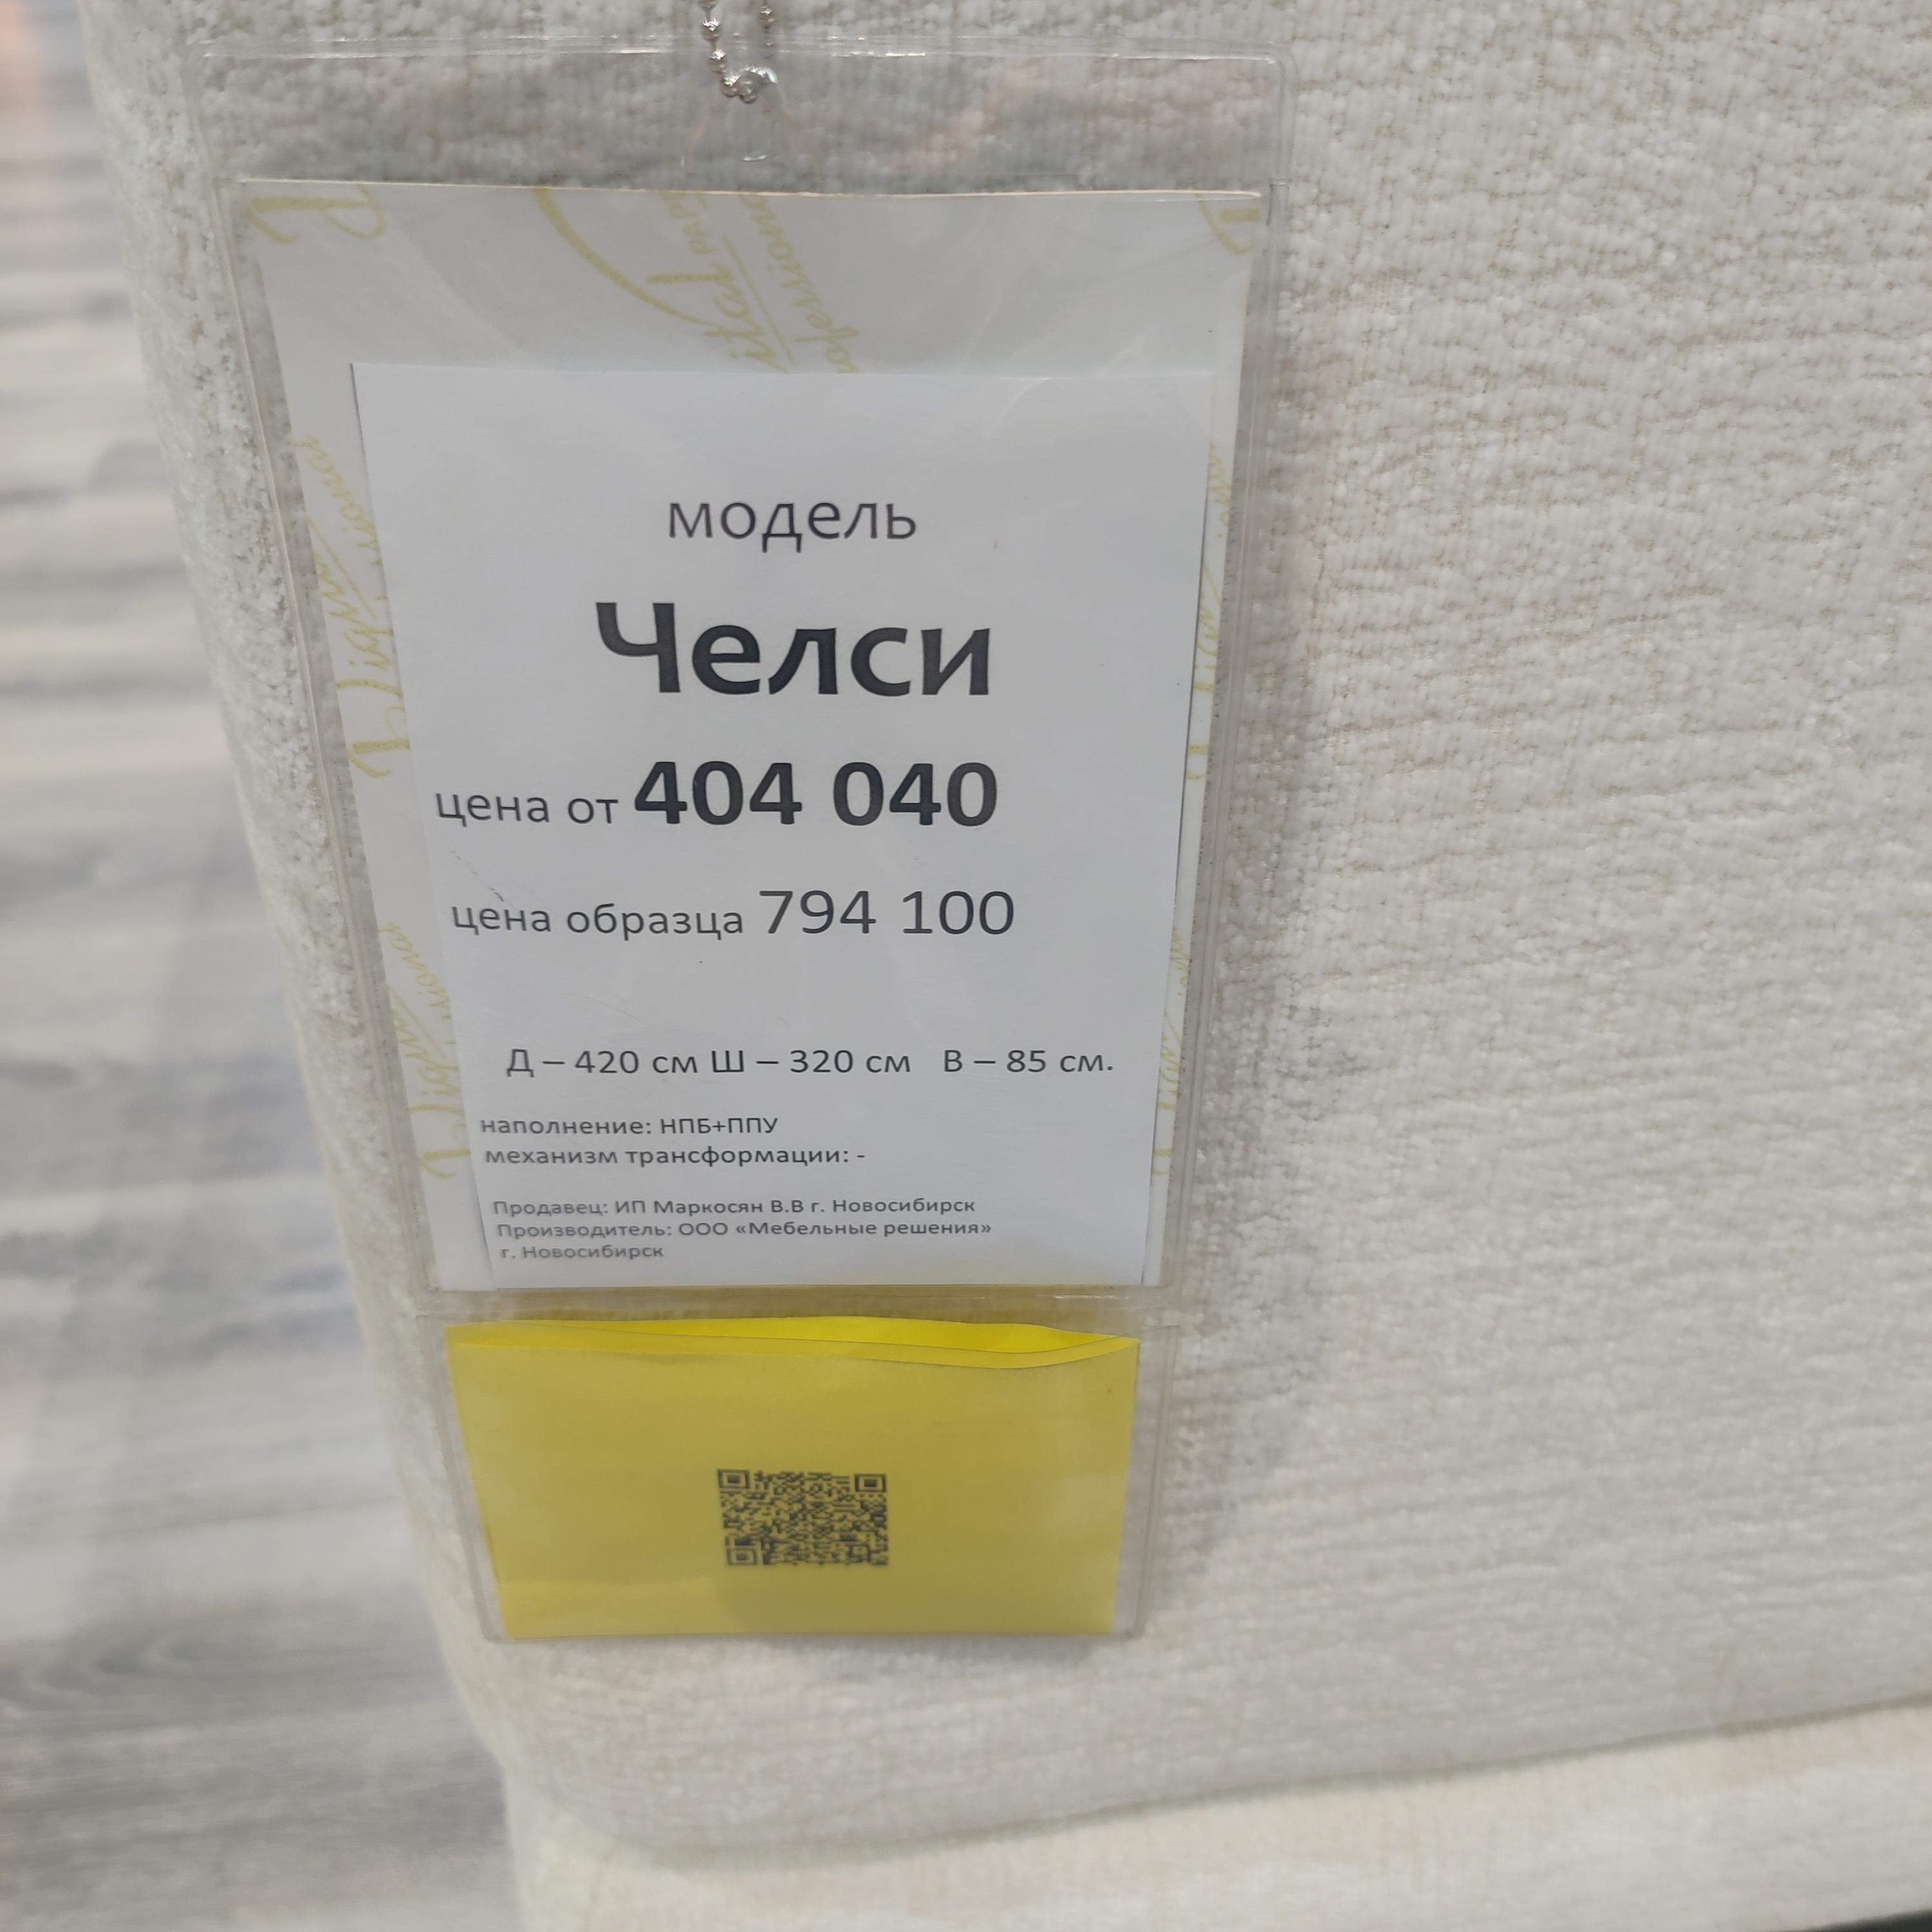 модель
Челси
цена от 404 040
цена образца 794 100
Д – 420 см Ш – 320 см В – 85 см.
наполнение: НПБ+ППУ
механизм трансформации: -
Продавец: ИП Маркосян В.В г. Новосибирск
Производитель: ООО «Мебельные решения»
г. Новосибирск